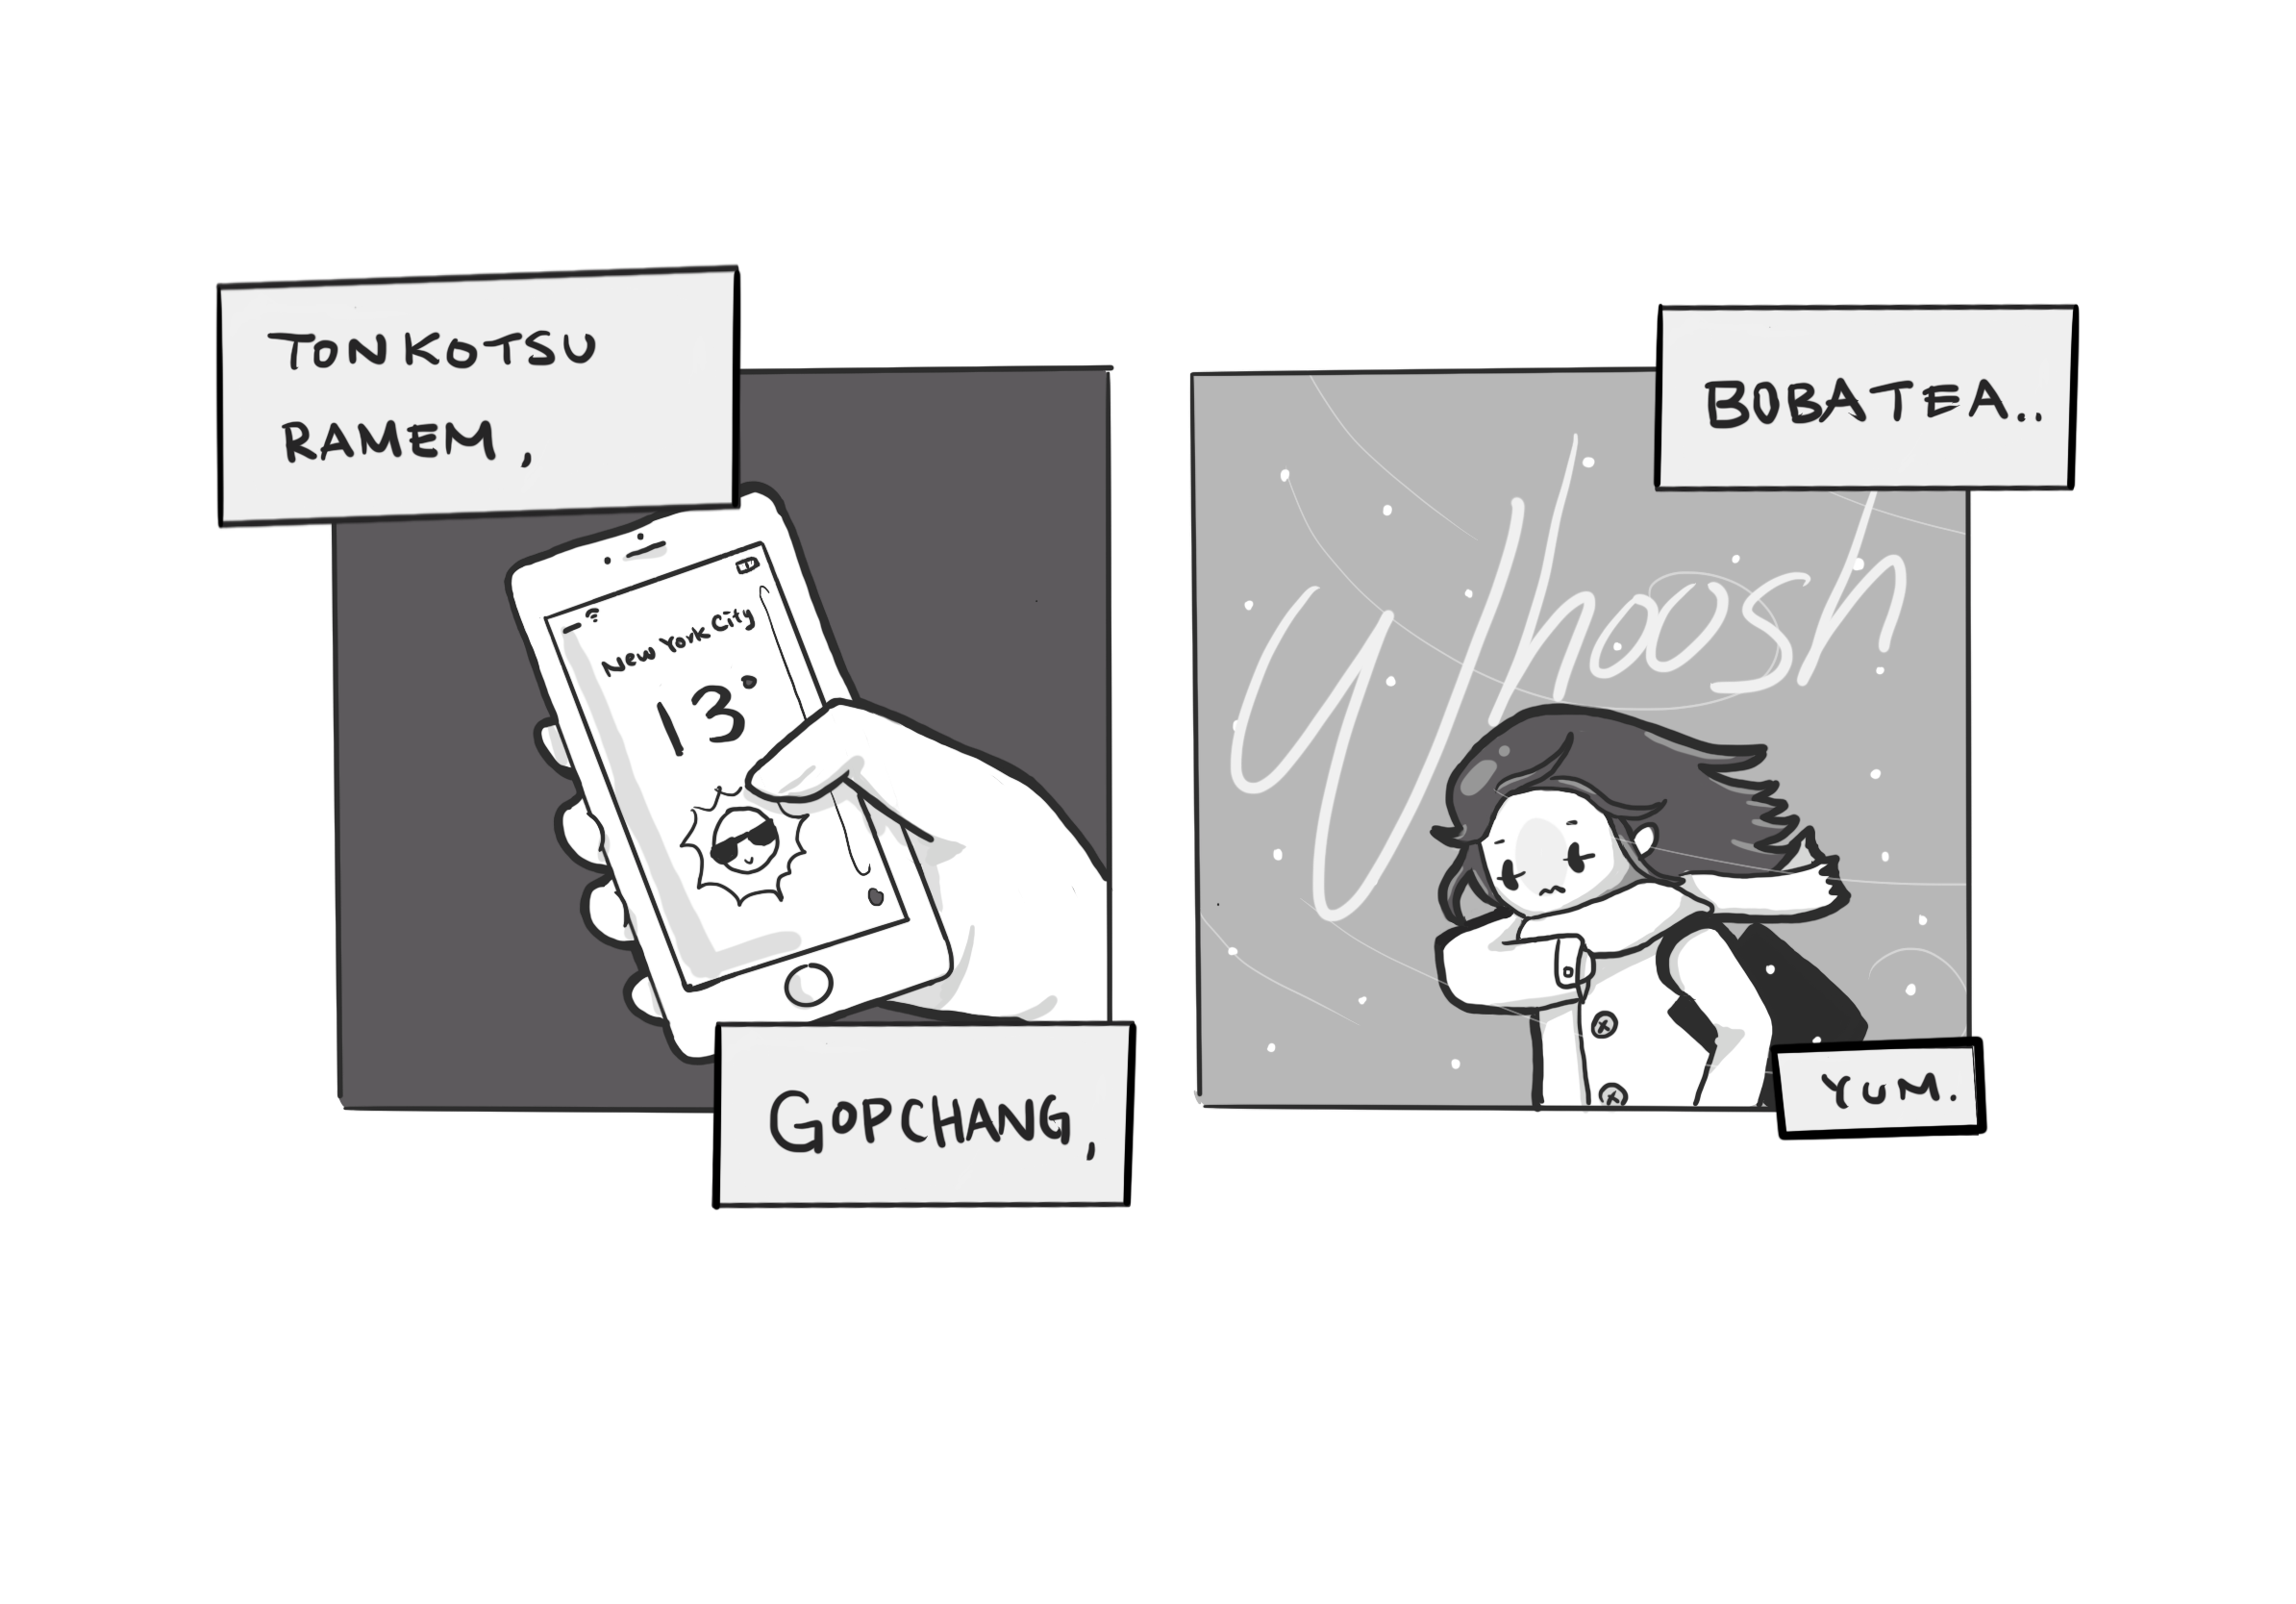 TONKOTSU
RAMEM,
New York City
13°
GOPCHANG,
BOBATEA..
Whoosh
YUM.